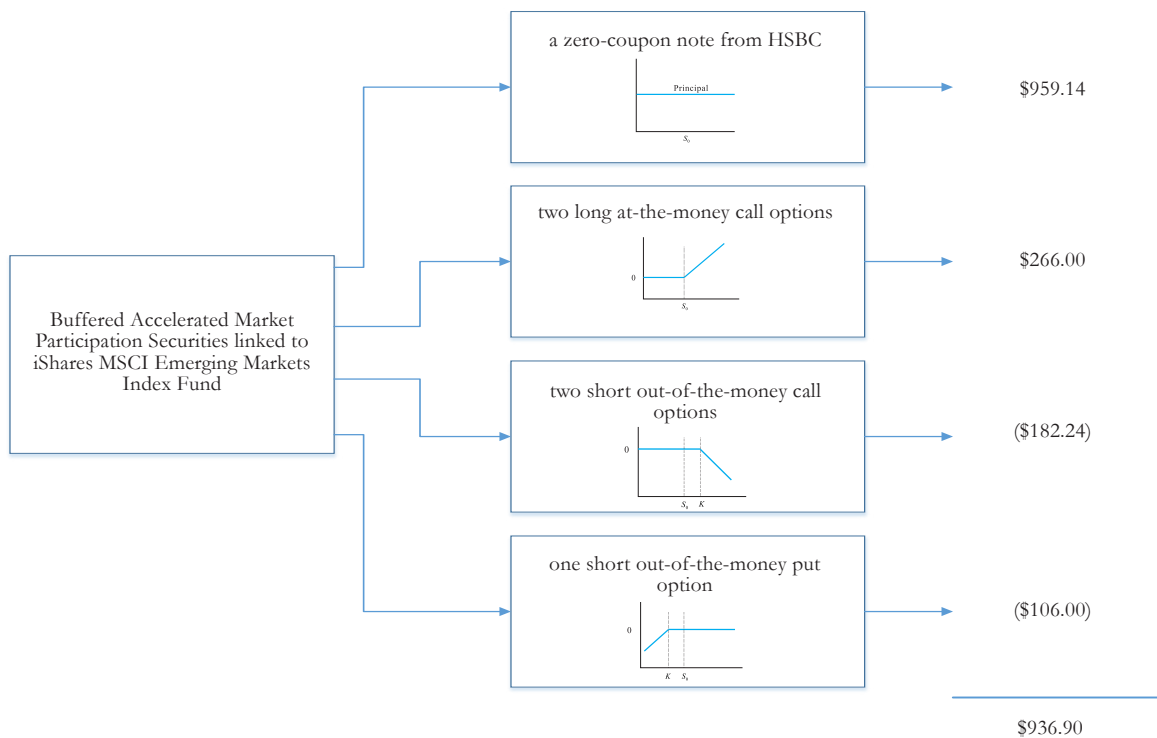 a zero-coupon note from HSBC
Principal
S₀
$959.14
two long at-the-money call options
0
S₀
$266.00
Buffered Accelerated Market
Participation Securities linked to
iShares MSCI Emerging Markets
Index Fund
two short out-of-the-money call
options
0
S₀ K
($182.24)
one short out-of-the-money put
option
0
K S₀
($106.00)
$936.90